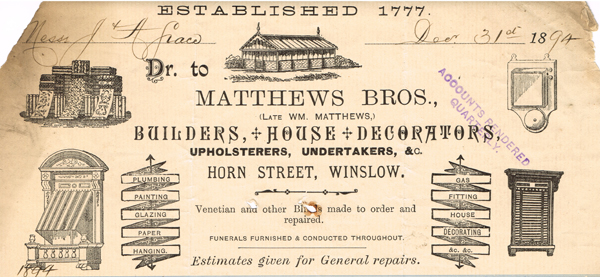 ESTABLISHED 1777.
Messrs J & A Grace Dec 31st 1894
Dr. to
MATTHEWS BROS.,
(LATE WM. MATTHEWS,)
BUILDERS, HOUSE DECORATORS,
UPHOLSTERERS, UNDERTAKERS, &C.
HORN STREET, WINSLOW.
ACCOUNTS RENDERED
QUARTERLY.
PLUMBING
PAINTING
GLAZING
PAPER
HANGING.
Venetian and other Blinds made to order and
repaired.
FUNERALS FURNISHED & CONDUCTED THROUGHOUT.
Estimates given for General repairs.
GAS
FITTING
HOUSE
DECORATING
&c. &c.
1894